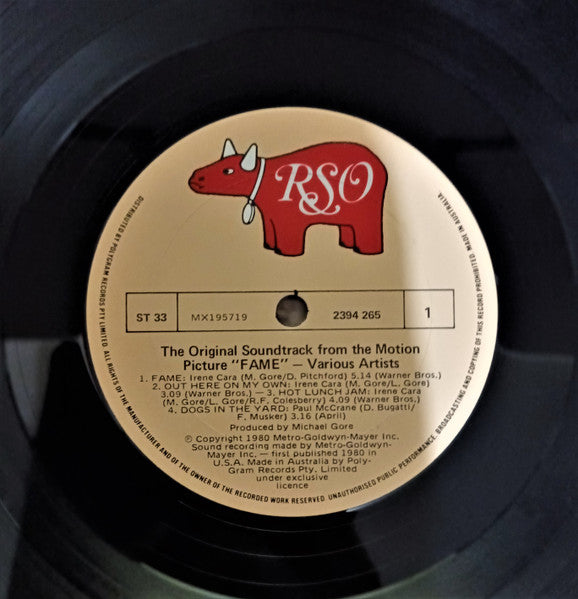 RSO
ST 33
MX195719
2394 265
1
The Original Soundtrack from the Motion
Picture "FAME" — Various Artists
1. FAME: Irene Cara (M. Gore/D. Pitchford) 5.14 (Warner Bros.)
2. OUT HERE ON MY OWN: Irene Cara (M. Gore/L. Gore)
3.09 (Warner Bros.) — 3. HOT LUNCH JAM: Irene Cara
(M. Gore/L. Gore/R.F. Colesberry) 4.09 (Warner Bros.)
4. DOGS IN THE YARD: Paul McCrane (D. Bugatti/
F. Musker) 3.16 (April)
Produced by Michael Gore
℗ Copyright 1980 Metro-Goldwyn-Mayer Inc.
Sound recording made by Metro-Goldwyn-
Mayer Inc. — first published 1980 in
U.S.A. Made in Australia by Poly-
Gram Records Pty. Limited
under exclusive
licence
DISTRIBUTED BY POLYGRAM RECORDS PTY. LIMITED. ALL RIGHTS OF THE MANUFACTURER AND OF THE OWNER OF THE RECORDED WORK RESERVED. UNAUTHORISED PUBLIC PERFORMANCE, BROADCASTING AND COPYING OF THIS RECORD PROHIBITED. MADE IN AUSTRALIA.